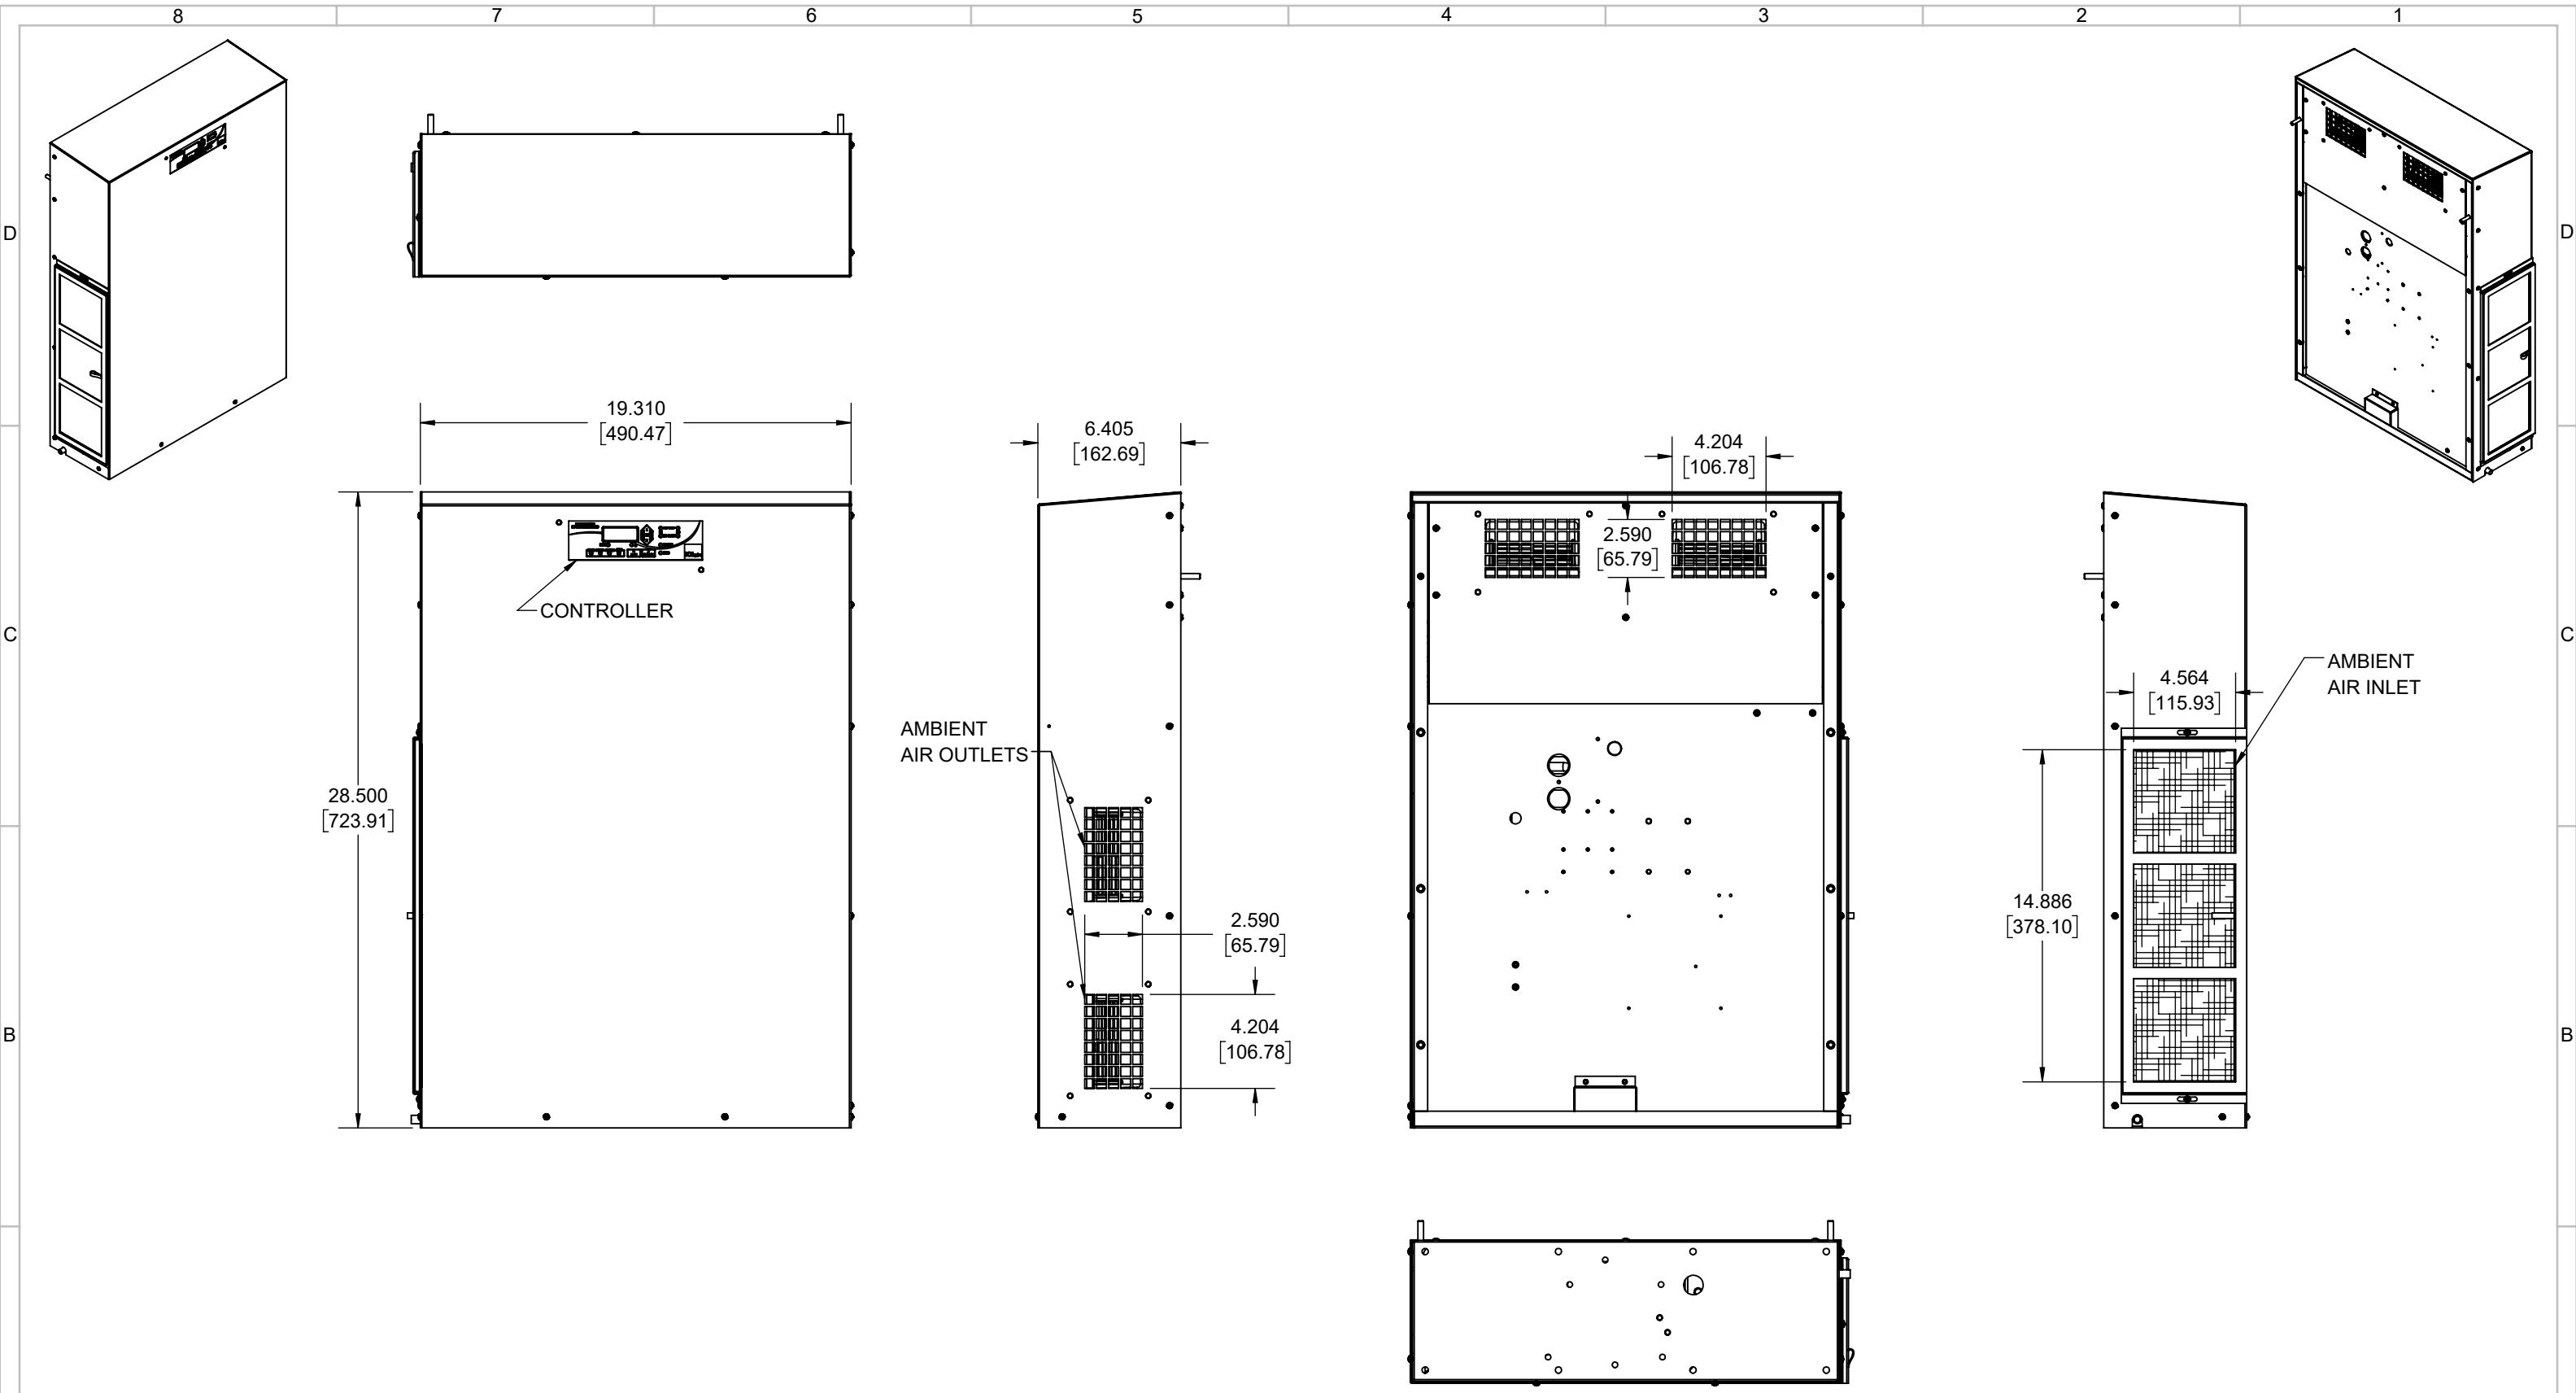 8 7 6 5 4 3 2 1
D
D
19.310
[490.47]
6.405
[162.69]
4.204
[106.78]
2.590
[65.79]
CONTROLLER
C
C
AMBIENT
AIR INLET
4.564
[115.93]
AMBIENT
AIR OUTLETS
28.500
[723.91]
14.886
[378.10]
2.590
[65.79]
4.204
[106.78]
B
B